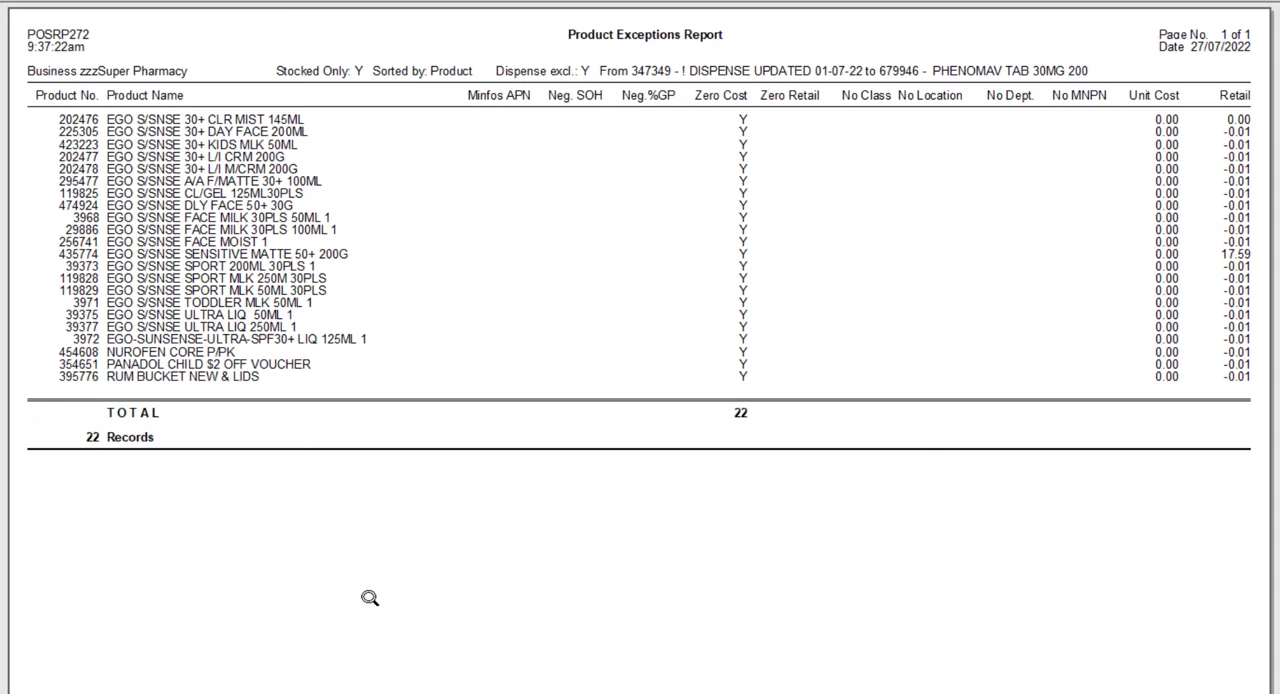 POSRP272 Product Exceptions Report Page No. 1 of 1
9:37:22am Date 27/07/2022
Business zzzSuper Pharmacy Stocked Only: Y Sorted by: Product Dispense excl.: Y From 347349 - ! DISPENSE UPDATED 01-07-22 to 679946 - PHENOMAV TAB 30MG 200
Product No. Product Name Minfos APN Neg. SOH Neg.%GP Zero Cost Zero Retail No Class No Location No Dept. No MNPN Unit Cost Retail
202476 EGO S/SNSE 30+ CLR MIST 145ML Y 0.00 0.00
225305 EGO S/SNSE 30+ DAY FACE 200ML Y 0.00 -0.01
423223 EGO S/SNSE 30+ KIDS MLK 50ML Y 0.00 -0.01
202477 EGO S/SNSE 30+ L/I CRM 200G Y 0.00 -0.01
202478 EGO S/SNSE 30+ L/I M/CRM 200G Y 0.00 -0.01
295477 EGO S/SNSE A/A F/MATTE 30+ 100ML Y 0.00 -0.01
119825 EGO S/SNSE CL/GEL 125ML30PLS Y 0.00 -0.01
474924 EGO S/SNSE DLY FACE 50+ 30G Y 0.00 -0.01
3968 EGO S/SNSE FACE MILK 30PLS 50ML 1 Y 0.00 -0.01
29886 EGO S/SNSE FACE MILK 30PLS 100ML 1 Y 0.00 -0.01
256741 EGO S/SNSE FACE MOIST 1 Y 0.00 -0.01
435774 EGO S/SNSE SENSITIVE MATTE 50+ 200G Y 0.00 17.59
39373 EGO S/SNSE SPORT 200ML 30PLS 1 Y 0.00 -0.01
119828 EGO S/SNSE SPORT MLK 250M 30PLS Y 0.00 -0.01
119829 EGO S/SNSE SPORT MLK 50ML 30PLS Y 0.00 -0.01
3971 EGO S/SNSE TODDLER MLK 50ML 1 Y 0.00 -0.01
39375 EGO S/SNSE ULTRA LIQ 50ML 1 Y 0.00 -0.01
39377 EGO S/SNSE ULTRA LIQ 250ML 1 Y 0.00 -0.01
3972 EGO-SUNSENSE-ULTRA-SPF30+ LIQ 125ML 1 Y 0.00 -0.01
454608 NUROFEN CORE P/PK Y 0.00 -0.01
354651 PANADOL CHILD $2 OFF VOUCHER Y 0.00 -0.01
395776 RUM BUCKET NEW & LIDS Y 0.00 -0.01
T O T A L 22
22 Records